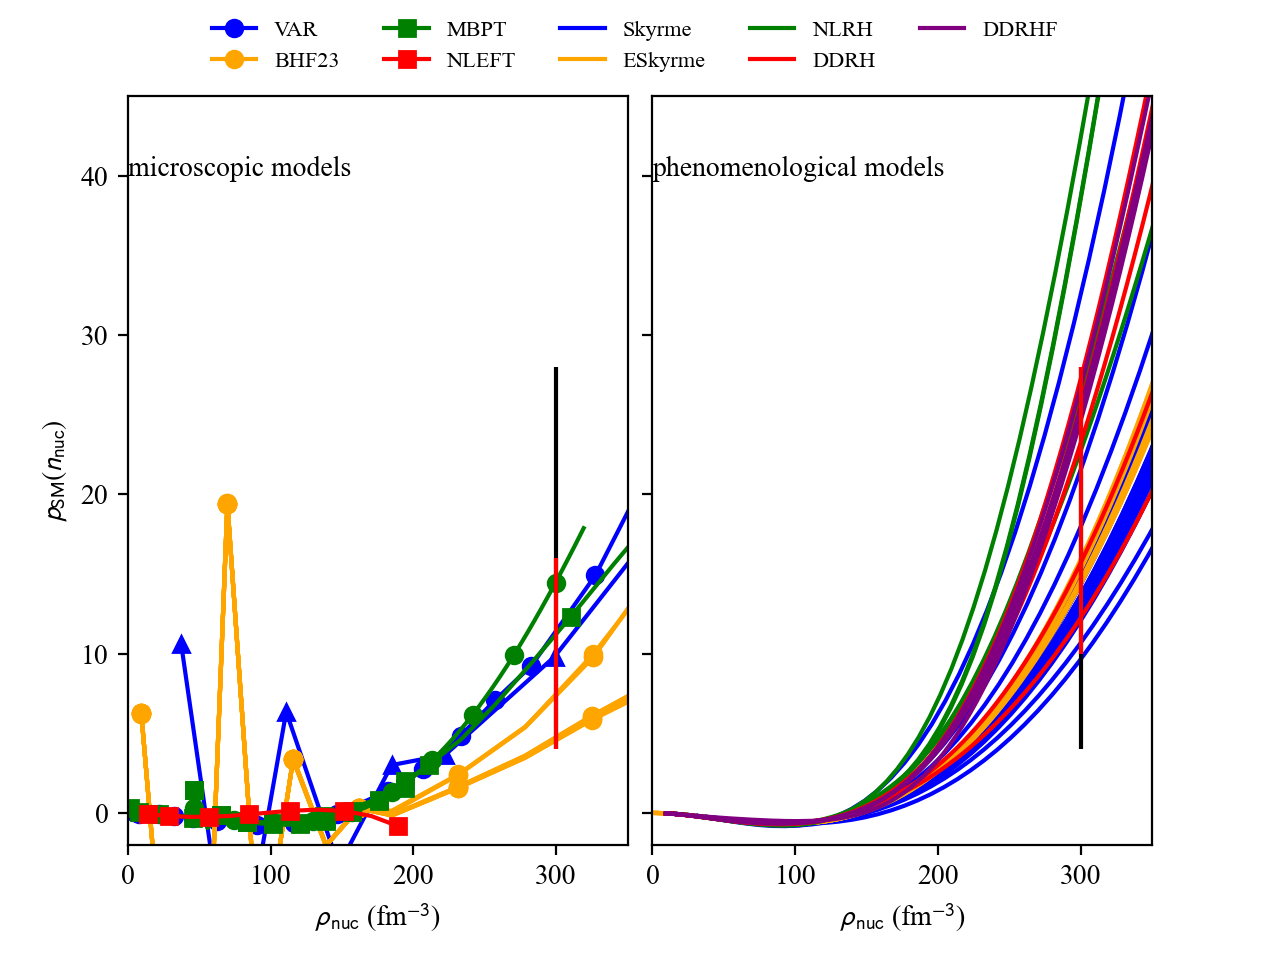 VAR MBPT Skyrme NLRH DDRHF
BHF23 NLEFT ESkyrme DDRH
microscopic models phenomenological models
40
30
20
10
0
p_SM(n_nuc)
0 100 200 300 0 100 200 300
ρ_nuc (fm⁻³) ρ_nuc (fm⁻³)